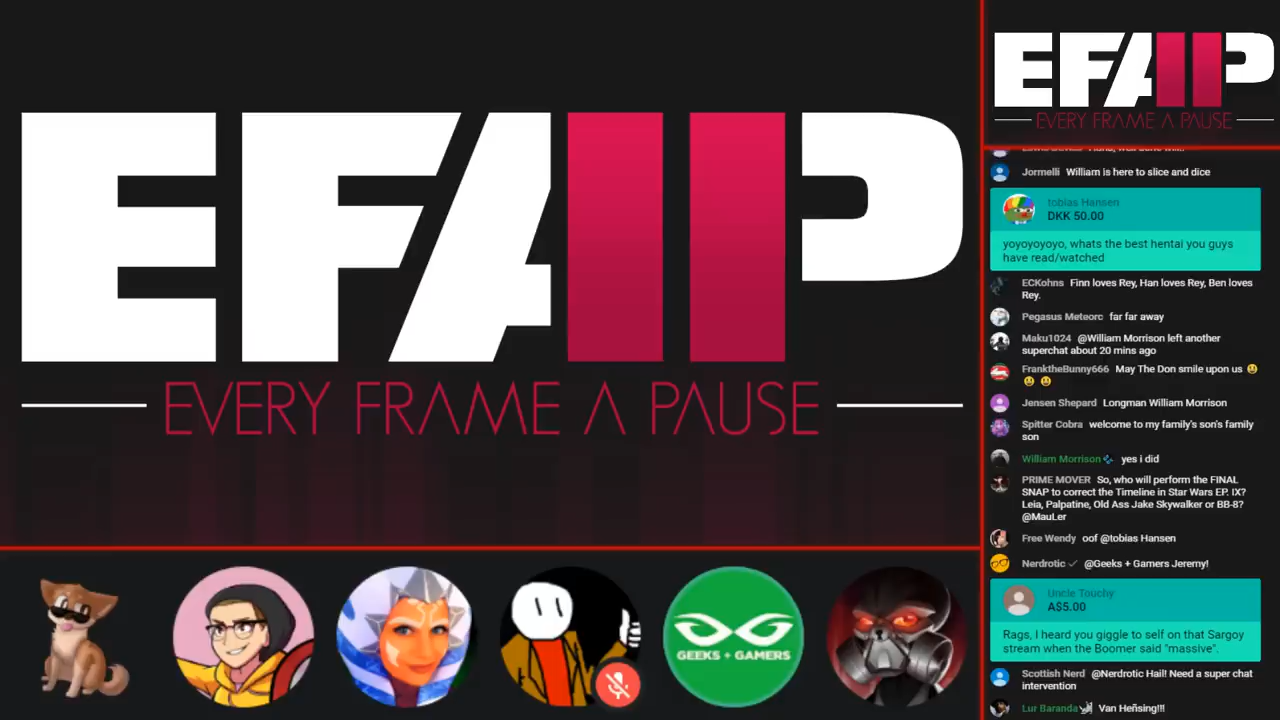 EFAP
EVERY FRAME A PAUSE
GEEKS + GAMERS
EFAP
EVERY FRAME A PAUSE
Jormelli William is here to slice and dice
tobias Hansen
DKK 50.00
yoyoyoyoyo, whats the best hentai you guys
have read/watched
ECKohns Finn loves Rey, Han loves Rey, Ben loves
Rey.
Pegasus Meteorc far far away
Maku1024 @William Morrison left another
superchat about 20 mins ago
FranktheBunny666 May The Don smile upon us
Jensen Shepard Longman William Morrison
Spitter Cobra welcome to my family's son's family
son
William Morrison yes i did
PRIME MOVER So, who will perform the FINAL
SNAP to correct the Timeline in Star Wars EP. IX?
Leia, Palpatine, Old Ass Jake Skywalker or BB-8?
@MauLer
Free Wendy oof @tobias Hansen
Nerdrotic ✓ @Geeks + Gamers Jeremy!
Uncle Touchy
A$5.00
Rags, I heard you giggle to self on that Sargoy
stream when the Boomer said "massive".
Scottish Nerd @Nerdrotic Hail! Need a super chat
intervention
Lur Baranda Van Heñsing!!!